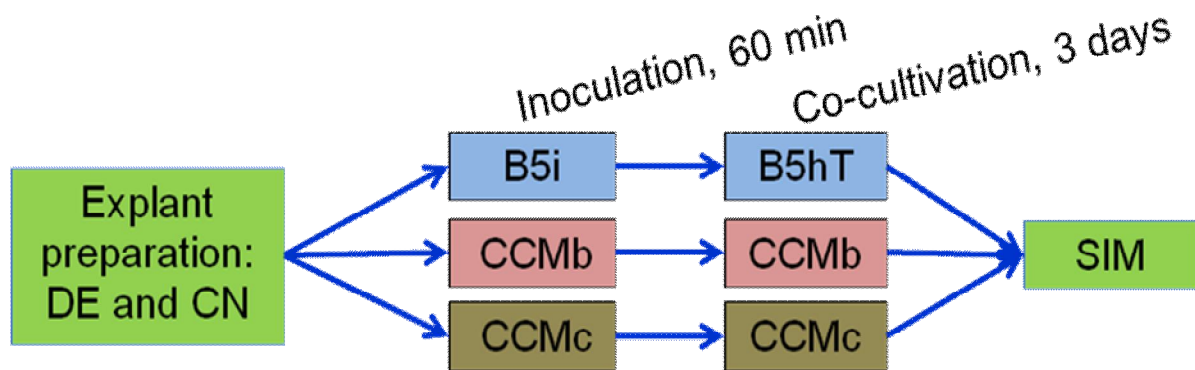 Inoculation, 60 min
Co-cultivation, 3 days
Explant
preparation:
DE and CN
B5i
B5hT
CCMb
CCMb
CCMc
CCMc
SIM